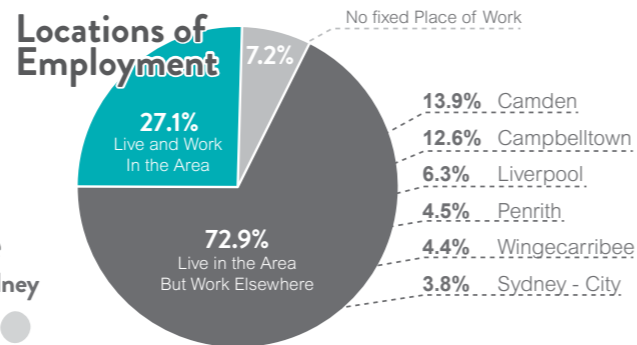 Locations of
Employment
No fixed Place of Work
7.2%
27.1%
Live and Work
In the Area
72.9%
Live in the Area
But Work Elsewhere
13.9% Camden
12.6% Campbelltown
6.3% Liverpool
4.5% Penrith
4.4% Wingecarribee
3.8% Sydney - City